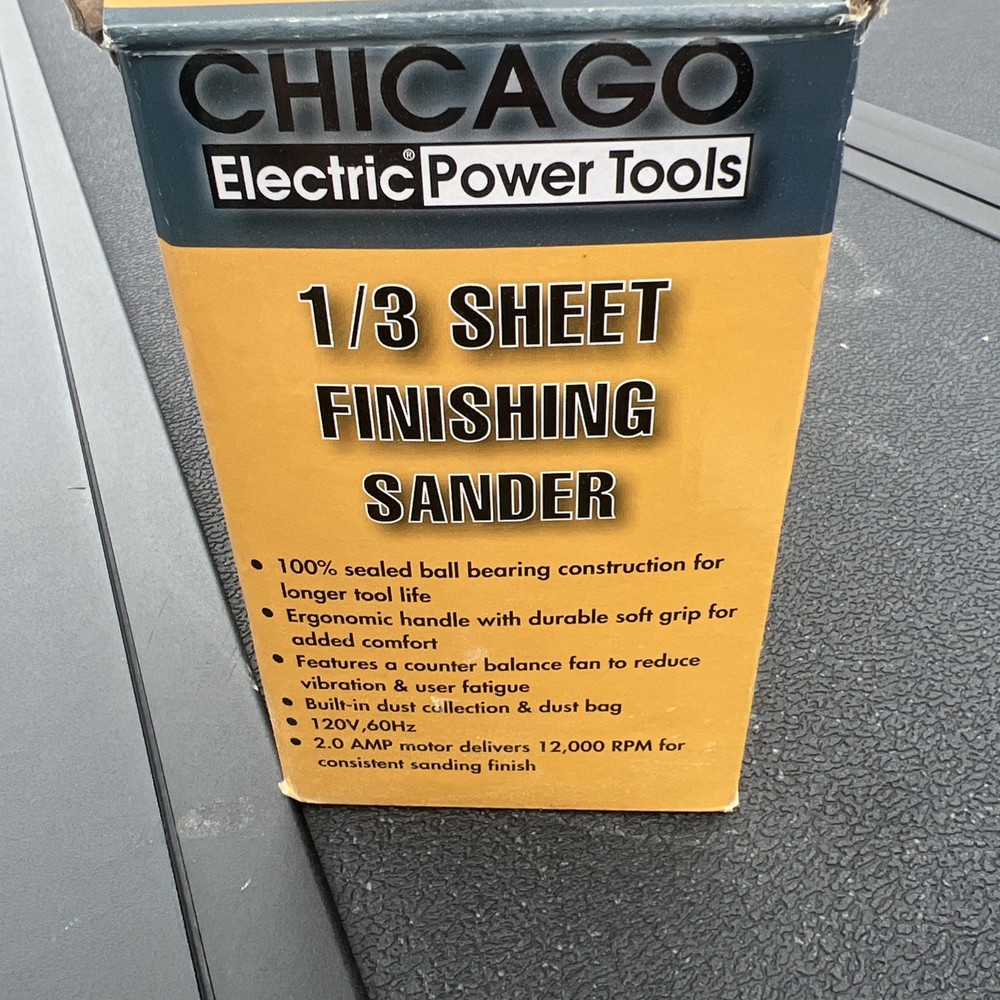 CHICAGO
Electric® Power Tools
1/3 SHEET
FINISHING
SANDER
• 100% sealed ball bearing construction for
longer tool life
• Ergonomic handle with durable soft grip for
added comfort
• Features a counter balance fan to reduce
vibration & user fatigue
• Built-in dust collection & dust bag
• 120V,60Hz
• 2.0 AMP motor delivers 12,000 RPM for
consistent sanding finish